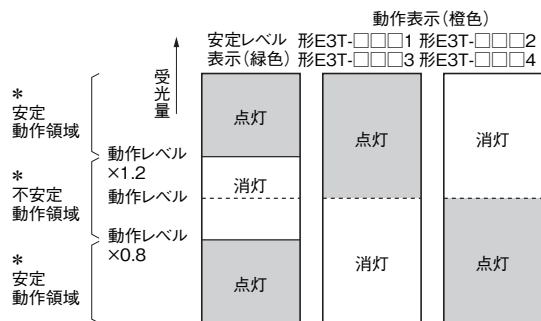 動作表示（橙色）
安定レベル 形E3T-□□□1 形E3T-□□□2
表示（緑色） 形E3T-□□□3 形E3T-□□□4
受光量
*
安定
動作領域
点灯
点灯
消灯
動作レベル
×1.2
*
不安定
動作領域
消灯
動作レベル
動作レベル
×0.8
*
安定
動作領域
点灯
消灯
点灯